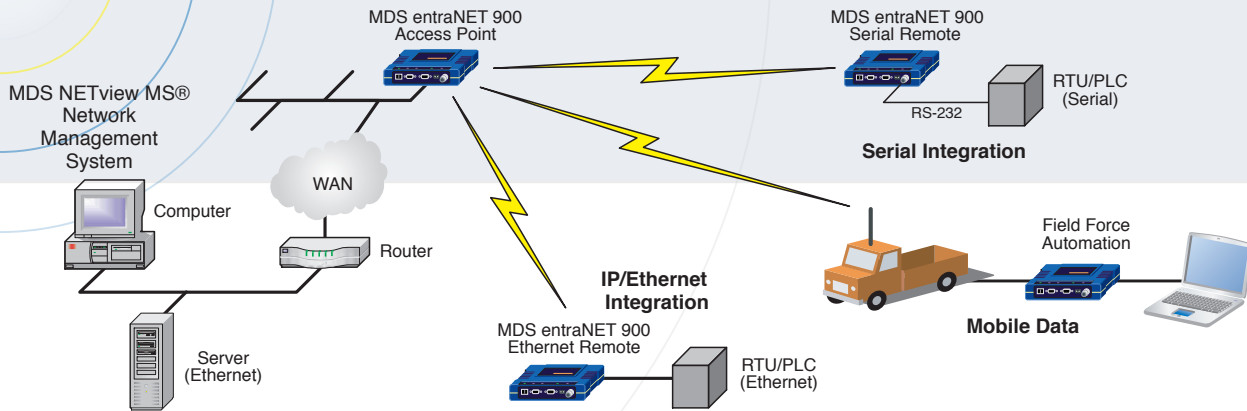 MDS entraNET 900
Access Point
MDS entraNET 900
Serial Remote
RTU/PLC
(Serial)
RS-232
Serial Integration
MDS NETview MS®
Network
Management
System
WAN
Computer
Router
Server
(Ethernet)
IP/Ethernet
Integration
MDS entraNET 900
Ethernet Remote
RTU/PLC
(Ethernet)
Field Force
Automation
Mobile Data